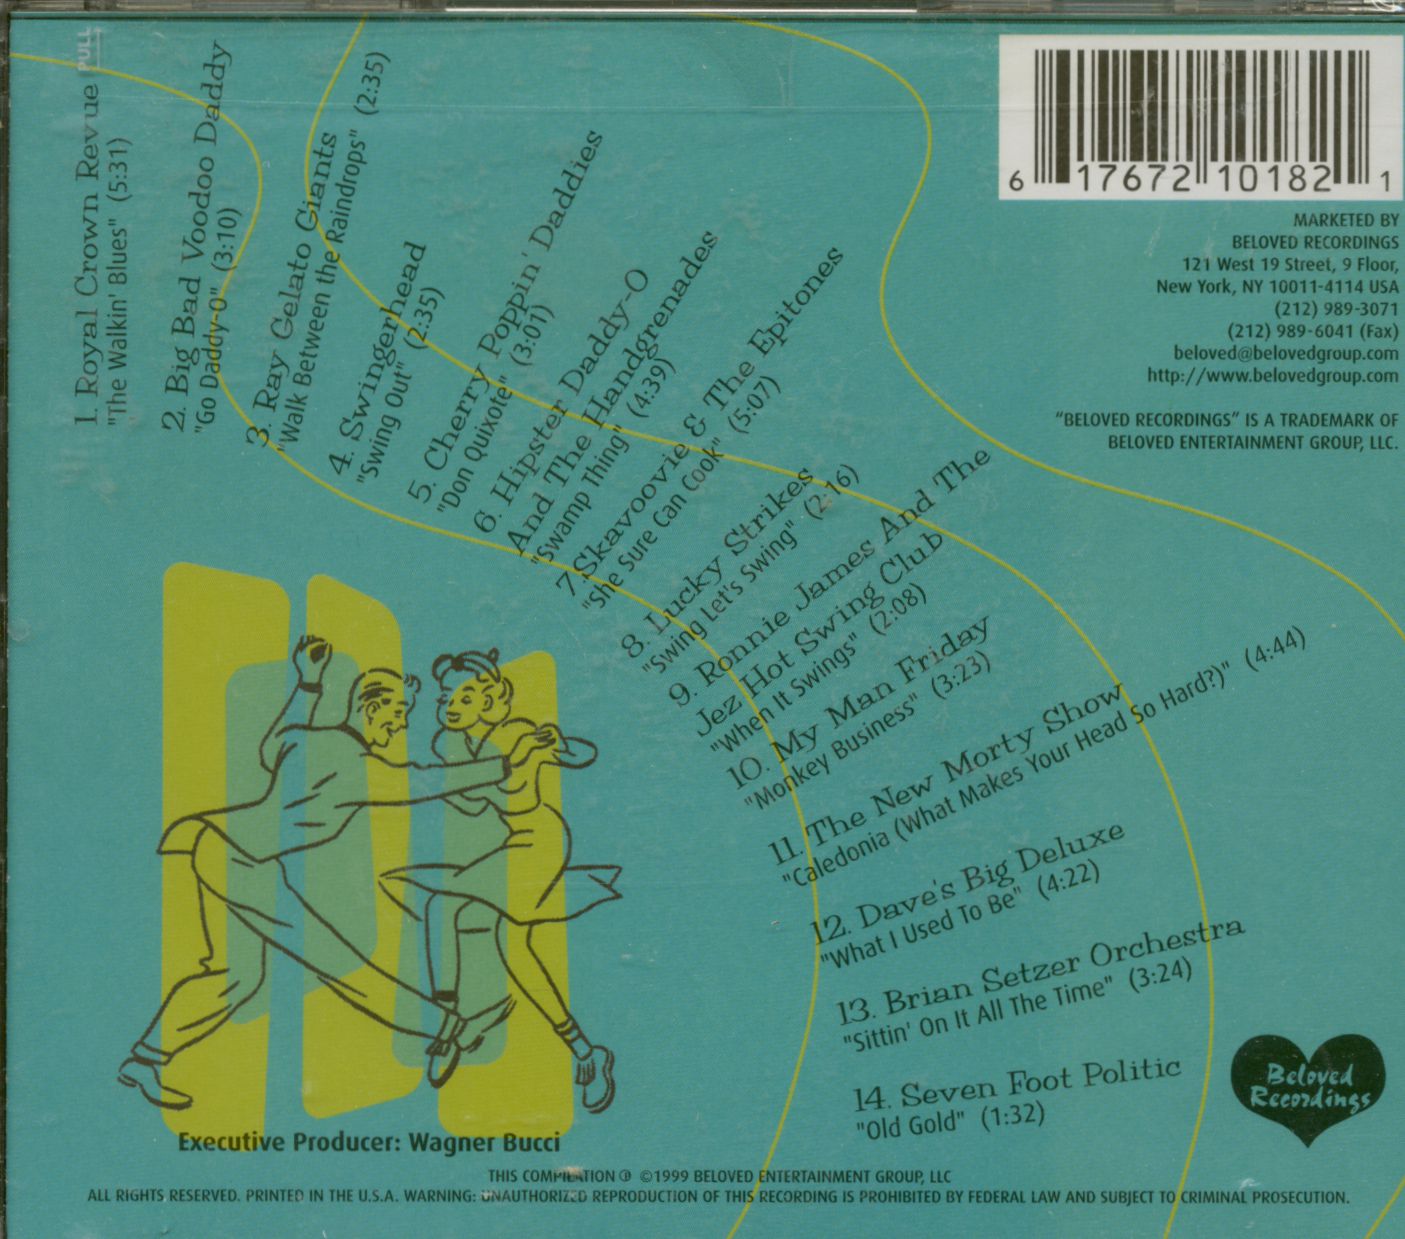 PULL
1. Royal Crown Revue
"The Walkin' Blues" (5:31)
2. Big Bad Voodoo Daddy
"Go Daddy-O" (3:10)
3. Ray Gelato Giants
"Walk Between the Raindrops" (2:35)
4. Swingerhead
"Swing Out" (2:35)
5. Cherry Poppin' Daddies
"Don Quixote" (3:01)
6. Hipster Daddy-O
And The Handgrenades
"Swamp Thing" (4:39)
7. Skavoovie & The Epitones
"She Sure Can Cook" (5:07)
8. Lucky Strikes
"Swing Let's Swing" (2:16)
9. Ronnie James And The
Jez Hot Swing Club
"When It Swings" (2:08)
10. My Man Friday
"Monkey Business" (3:23)
11. The New Morty Show
"Caledonia (What Makes Your Head So Hard?)" (4:44)
12. Dave's Big Deluxe
"What I Used To Be" (4:22)
13. Brian Setzer Orchestra
"Sittin' On It All The Time" (3:24)
14. Seven Foot Politic
"Old Gold" (1:32)
6 17672 10182 1
MARKETED BY
BELOVED RECORDINGS
121 West 19 Street, 9 Floor,
New York, NY 10011-4114 USA
(212) 989-3071
(212) 989-6041 (Fax)
beloved@belovedgroup.com
http://www.belovedgroup.com
"BELOVED RECORDINGS" IS A TRADEMARK OF
BELOVED ENTERTAINMENT GROUP, LLC.
Beloved
Recordings
Executive Producer: Wagner Bucci
THIS COMPILATION ℗ ©1999 BELOVED ENTERTAINMENT GROUP, LLC
ALL RIGHTS RESERVED. PRINTED IN THE U.S.A. WARNING: UNAUTHORIZED REPRODUCTION OF THIS RECORDING IS PROHIBITED BY FEDERAL LAW AND SUBJECT TO CRIMINAL PROSECUTION.